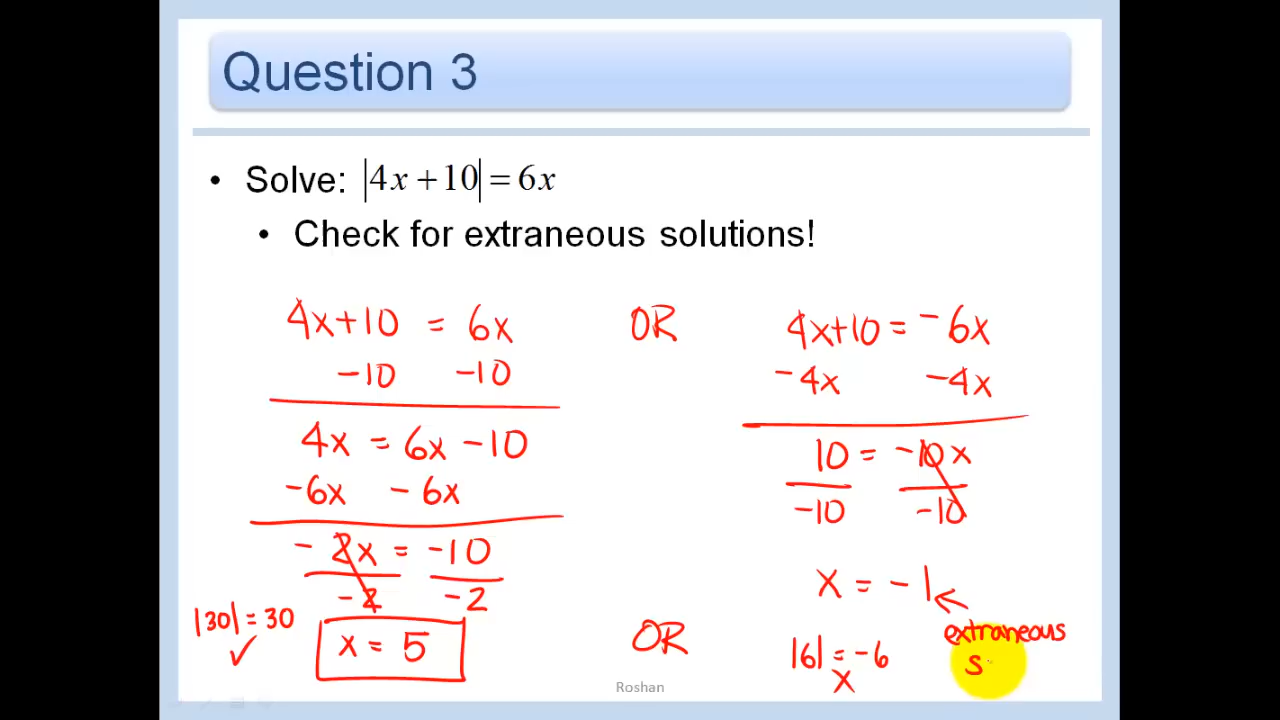 Question 3
• Solve: |4x + 10| = 6x
• Check for extraneous solutions!
4x+10 = 6x OR 4x+10 = -6x
-10 -10 -4x -4x
4x = 6x -10 10 = -10x
-6x -6x -10 -10
-2x = -10
-2 -2 x = -1
|30| = 30 extraneous
✓ x = 5 OR |6| = -6 s
x
Roshan